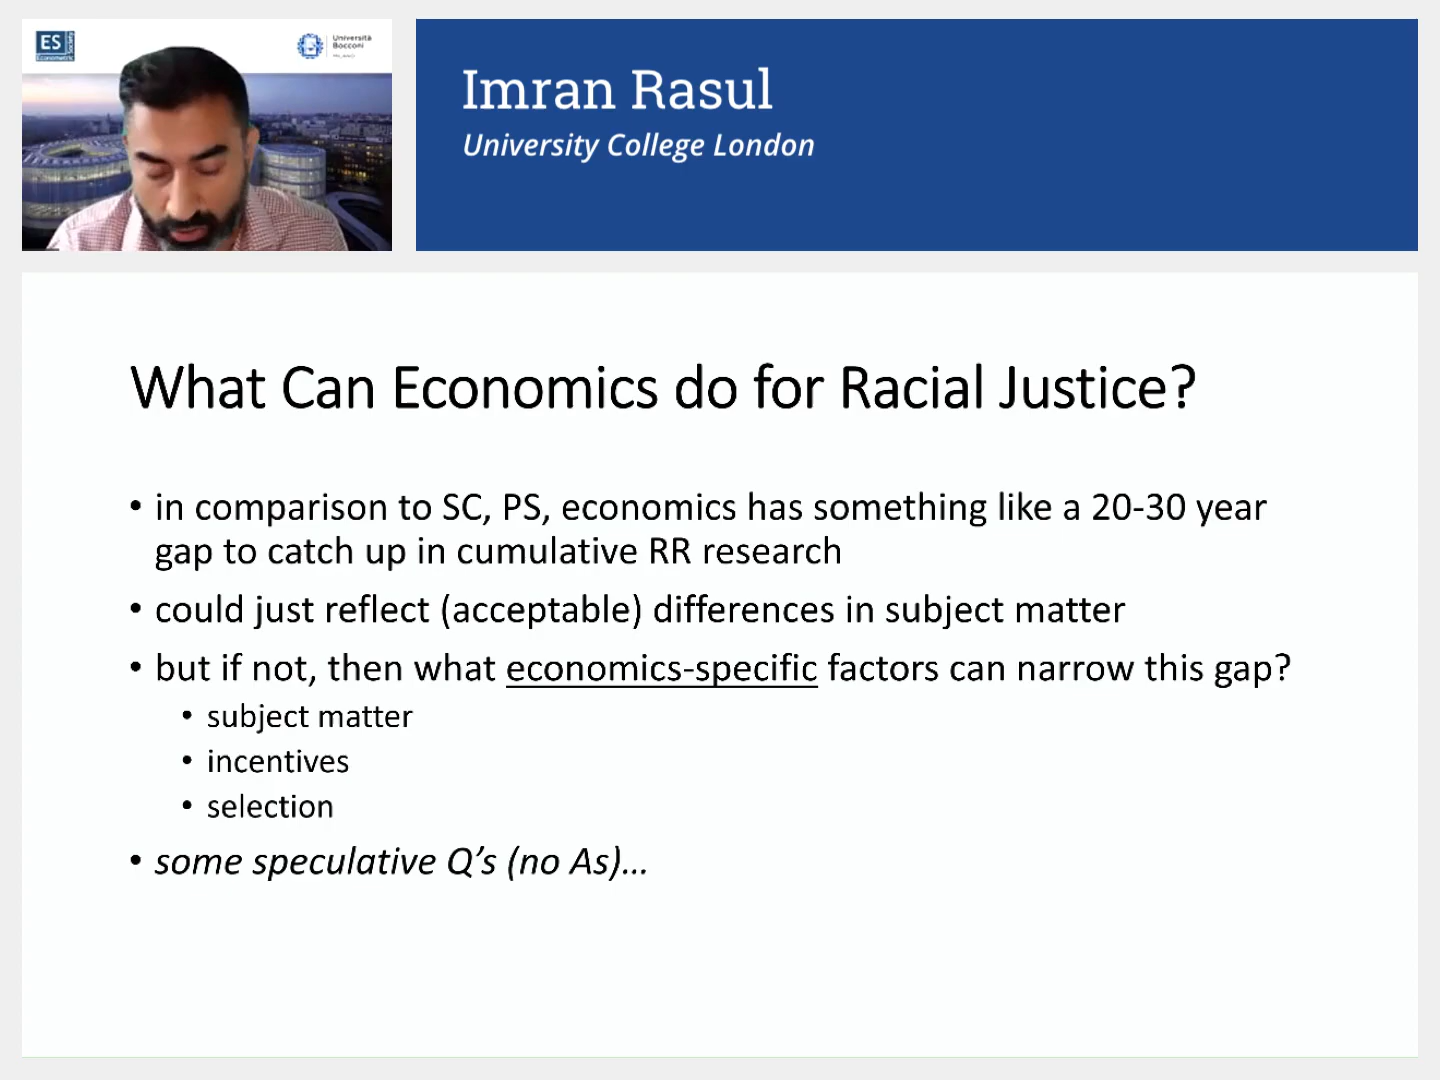 ES
Econometric
Society
Università
Bocconi
Imran Rasul
University College London
What Can Economics do for Racial Justice?
• in comparison to SC, PS, economics has something like a 20-30 year
gap to catch up in cumulative RR research
• could just reflect (acceptable) differences in subject matter
• but if not, then what economics-specific factors can narrow this gap?
• subject matter
• incentives
• selection
• some speculative Q’s (no As)...